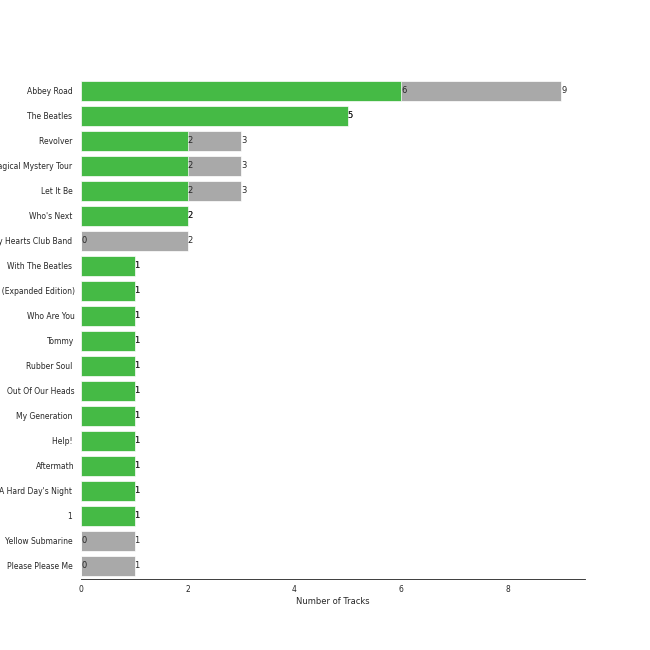 Abbey Road 6 9
The Beatles 5
Revolver 2 3
agical Mystery Tour 2 3
Let It Be 2 3
Who's Next 2
y Hearts Club Band 0 2
With The Beatles 1
(Expanded Edition) 1
Who Are You 1
Tommy 1
Rubber Soul 1
Out Of Our Heads 1
My Generation 1
Help! 1
Aftermath 1
A Hard Day's Night 1
1 1
Yellow Submarine 0 1
Please Please Me 0 1
0 2 4 6 8
Number of Tracks